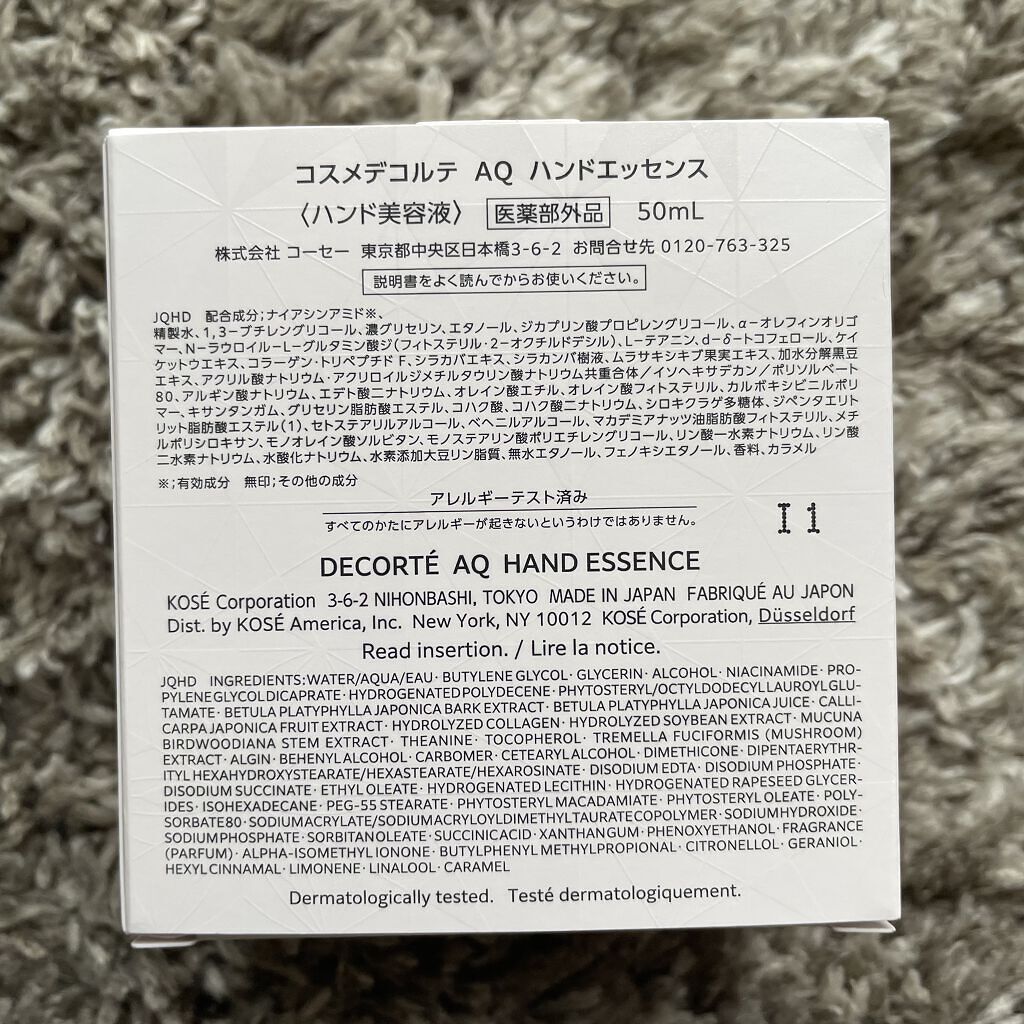 コスメデコルテ AQ ハンドエッセンス
〈ハンド美容液〉 医薬部外品 50mL
株式会社 コーセー 東京都中央区日本橋3-6-2 お問合せ先 0120-763-325
説明書をよく読んでからお使いください。
JQHD 配合成分;ナイアシンアミド※、
精製水、1,3-ブチレングリコール、濃グリセリン、エタノール、ジカプリン酸プロピレングリコール、α-オレフィンオリゴ
マー、N-ラウロイル-L-グルタミン酸ジ(フィトステリル・2-オクチルドデシル)、L-テアニン、d-δ-トコフェロール、ケイ
ケットウエキス、コラーゲン・トリペプチド F、シラカバエキス、シラカンバ樹液、ムラサキシキブ果実エキス、加水分解黒豆
エキス、アクリル酸ナトリウム・アクリロイルジメチルタウリン酸ナトリウム共重合体/イソヘキサデカン/ポリソルベート
80、アルギン酸ナトリウム、エデト酸二ナトリウム、オレイン酸エチル、オレイン酸フィトステリル、カルボキシビニルポリ
マー、キサンタンガム、グリセリン脂肪酸エステル、コハク酸、コハク酸二ナトリウム、シロキクラゲ多糖体、ジペンタエリト
リット脂肪酸エステル(1)、セトステアリルアルコール、ベヘニルアルコール、マカデミアナッツ油脂肪酸フィトステリル、メチ
ルポリシロキサン、モノオレイン酸ソルビタン、モノステアリン酸ポリエチレングリコール、リン酸一水素ナトリウム、リン酸
二水素ナトリウム、水酸化ナトリウム、水素添加大豆リン脂質、無水エタノール、フェノキシエタノール、香料、カラメル
※;有効成分 無印;その他の成分
アレルギーテスト済み
すべてのかたにアレルギーが起きないというわけではありません。
I1
DECORTÉ AQ HAND ESSENCE
KOSÉ Corporation 3-6-2 NIHONBASHI, TOKYO MADE IN JAPAN FABRIQUÉ AU JAPON
Dist. by KOSÉ America, Inc. New York, NY 10012 KOSÉ Corporation, Düsseldorf
Read insertion. / Lire la notice.
JQHD INGREDIENTS:WATER/AQUA/EAU· BUTYLENE GLYCOL· GLYCERIN· ALCOHOL· NIACINAMIDE· PRO-
PYLENE GLYCOL DICAPRATE· HYDROGENATED POLYDECENE· PHYTOSTERYL/OCTYLDODECYL LAUROYL GLU-
TAMATE· BETULA PLATYPHYLLA JAPONICA BARK EXTRACT· BETULA PLATYPHYLLA JAPONICA JUICE· CALLI-
CARPA JAPONICA FRUIT EXTRACT· HYDROLYZED COLLAGEN· HYDROLYZED SOYBEAN EXTRACT· MUCUNA
BIRDWOODIANA STEM EXTRACT· THEANINE· TOCOPHEROL· TREMELLA FUCIFORMIS (MUSHROOM)
EXTRACT· ALGIN· BEHENYL ALCOHOL· CARBOMER· CETEARYL ALCOHOL· DIMETHICONE· DIPENTAERYTHR-
ITYL HEXAHYDROXYSTEARATE/HEXASTEARATE/HEXAROSINATE· DISODIUM EDTA· DISODIUM PHOSPHATE·
DISODIUM SUCCINATE· ETHYL OLEATE· HYDROGENATED LECITHIN· HYDROGENATED RAPESEED GLYCER-
IDES· ISOHEXADECANE· PEG-55 STEARATE· PHYTOSTERYL MACADAMIATE· PHYTOSTERYL OLEATE· POLY-
SORBATE 80· SODIUM ACRYLATE/SODIUM ACRYLOYLDIMETHYL TAURATE COPOLYMER· SODIUM HYDROXIDE·
SODIUM PHOSPHATE· SORBITAN OLEATE· SUCCINIC ACID· XANTHAN GUM· PHENOXYETHANOL· FRAGRANCE
(PARFUM)· ALPHA-ISOMETHYL IONONE· BUTYLPHENYL METHYLPROPIONAL· CITRONELLOL· GERANIOL·
HEXYL CINNAMAL· LIMONENE· LINALOOL· CARAMEL
Dermatologically tested. Testé dermatologiquement.